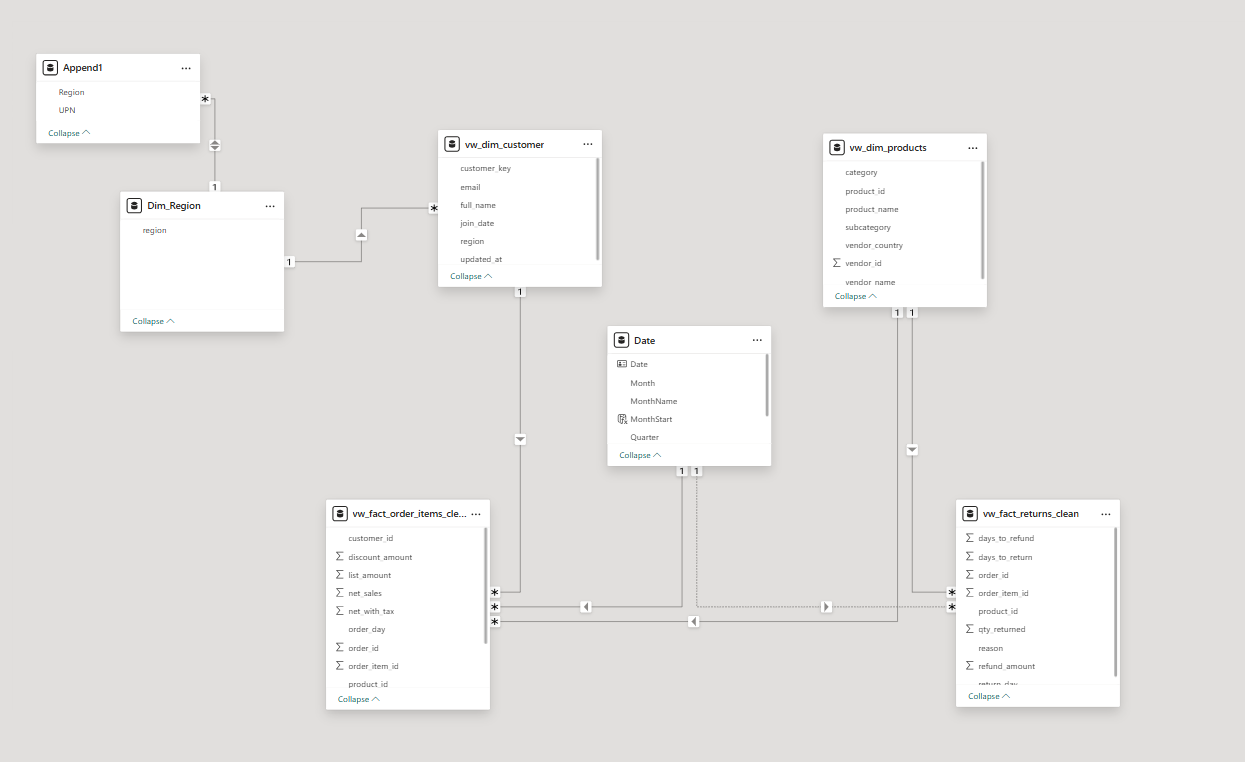 Append1
Region
UPN
Collapse
*
1
Dim_Region
region
Collapse
1
*
vw_dim_customer
customer_key
email
full_name
join_date
region
updated_at
Collapse
1
vw_dim_products
category
product_id
product_name
subcategory
vendor_country
vendor_id
vendor_name
Collapse
1 1
Date
Date
Month
MonthName
MonthStart
Quarter
Collapse
1 1
vw_fact_order_items_cle...
customer_id
discount_amount
list_amount
net_sales
net_with_tax
order_day
order_id
order_item_id
product_id
Collapse
*
*
*
vw_fact_returns_clean
days_to_refund
days_to_return
order_id
order_item_id
product_id
qty_returned
reason
refund_amount
return_day
Collapse
*
*